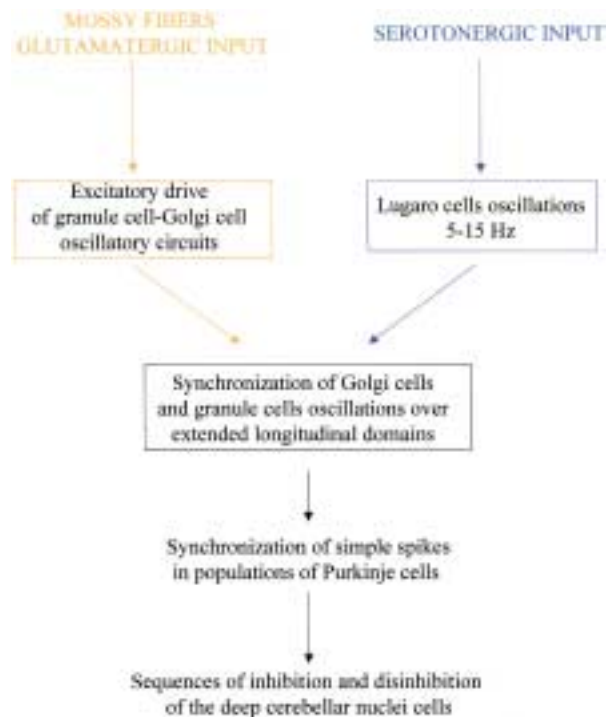 MOSSY FIBERS
GLUTAMATERGIC INPUT
SEROTONERGIC INPUT
Excitatory drive
of granule cell-Golgi cell
oscillatory circuits
Lugaro cells oscillations
5-15 Hz
Synchronization of Golgi cells
and granule cells oscillations over
extended longitudinal domains
Synchronization of simple spikes
in populations of Purkinje cells
Sequences of inhibition and disinhibition
of the deep cerebellar nuclei cells